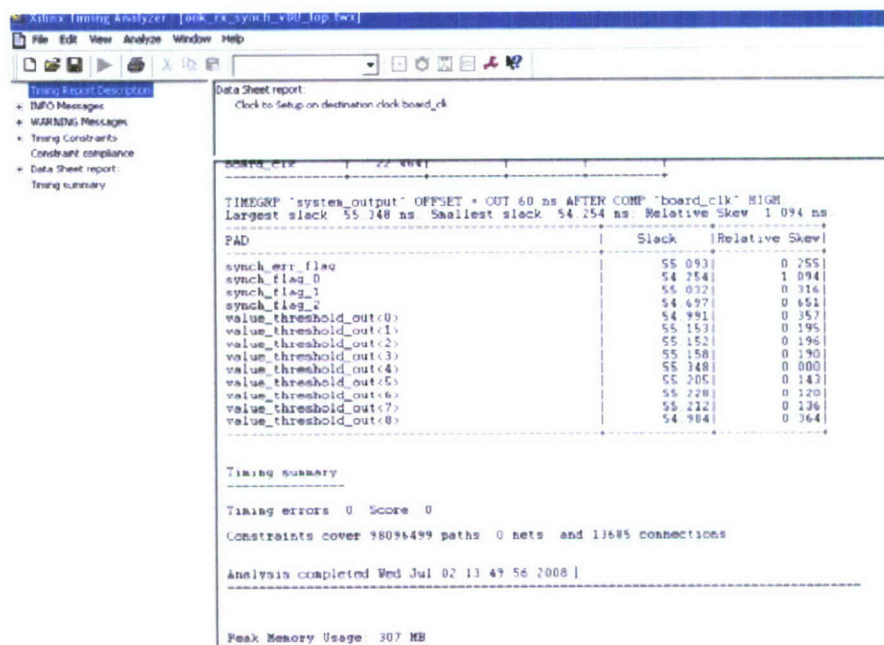 Xilinx Timing Analyzer - [ook_rx_synch_v00_top.twx]
File Edit View Analyze Window Help
Timing Report Description
+ INFO Messages
+ WARNING Messages
+ Timing Constraints
Constraint compliance
+ Data Sheet report:
Timing summary
Data Sheet report:
Clock to Setup on destination clock board_clk
board_clk | 22.464| | | |
TIMEGRP "system_output" OFFSET = OUT 60 ns AFTER COMP "board_clk" HIGH
Largest slack 55.348 ns. Smallest slack 54.254 ns. Relative Skew 1.094 ns.
PAD | Slack |Relative Skew|
synch_err_flag | 55.093| 0.255|
synch_flag_0 | 54.254| 1.094|
synch_flag_1 | 55.032| 0.316|
synch_flag_2 | 54.697| 0.651|
value_threshold_out<0> | 54.991| 0.357|
value_threshold_out<1> | 55.153| 0.195|
value_threshold_out<2> | 55.152| 0.196|
value_threshold_out<3> | 55.158| 0.190|
value_threshold_out<4> | 55.348| 0.000|
value_threshold_out<5> | 55.205| 0.143|
value_threshold_out<6> | 55.228| 0.120|
value_threshold_out<7> | 55.212| 0.136|
value_threshold_out<8> | 54.984| 0.364|
Timing summary
Timing errors 0 Score 0
Constraints cover 98096499 paths 0 nets and 13685 connections
Analysis completed Wed Jul 02 13 49 56 2008 |
Peak Memory Usage: 307 MB